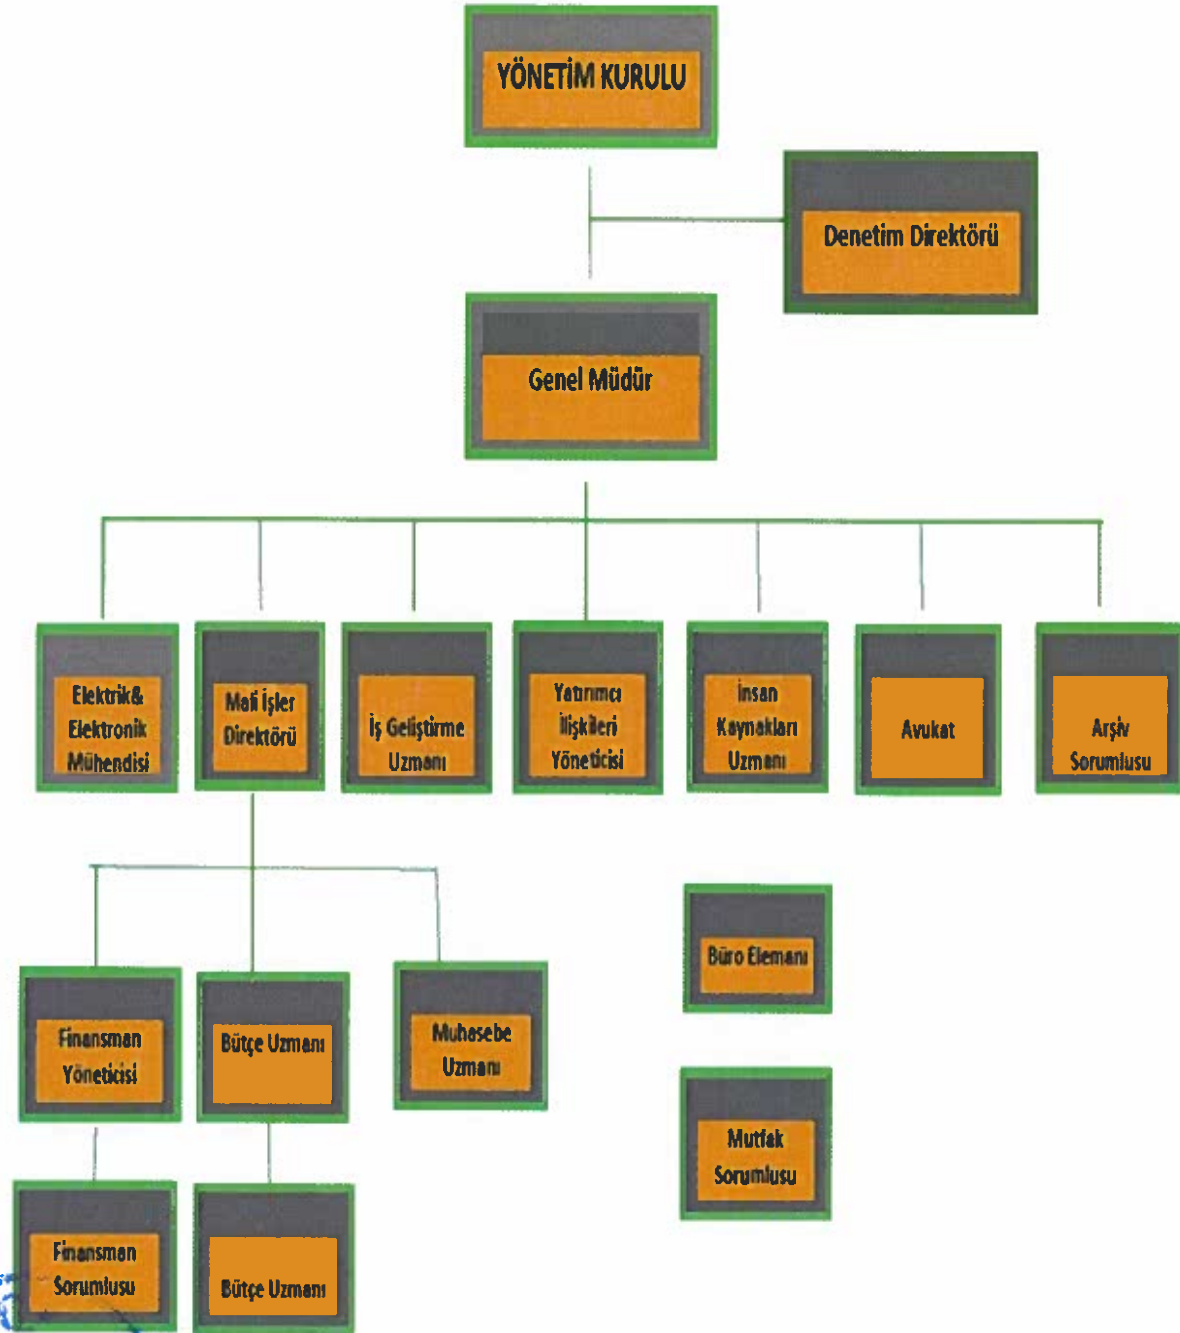 YÖNETİM KURULU
Denetim Direktörü
Genel Müdür
Elektrik&
Elektronik
Mühendisi
Mali İşler
Direktörü
İş Geliştirme
Uzmanı
Yatırımcı
İlişkileri
Yöneticisi
İnsan
Kaynakları
Uzmanı
Avukat
Arşiv
Sorumlusu
Büro Elemanı
Finansman
Yöneticisi
Bütçe Uzmanı
Muhasebe
Uzmanı
Mutfak
Sorumlusu
Finansman
Sorumlusu
Bütçe Uzmanı